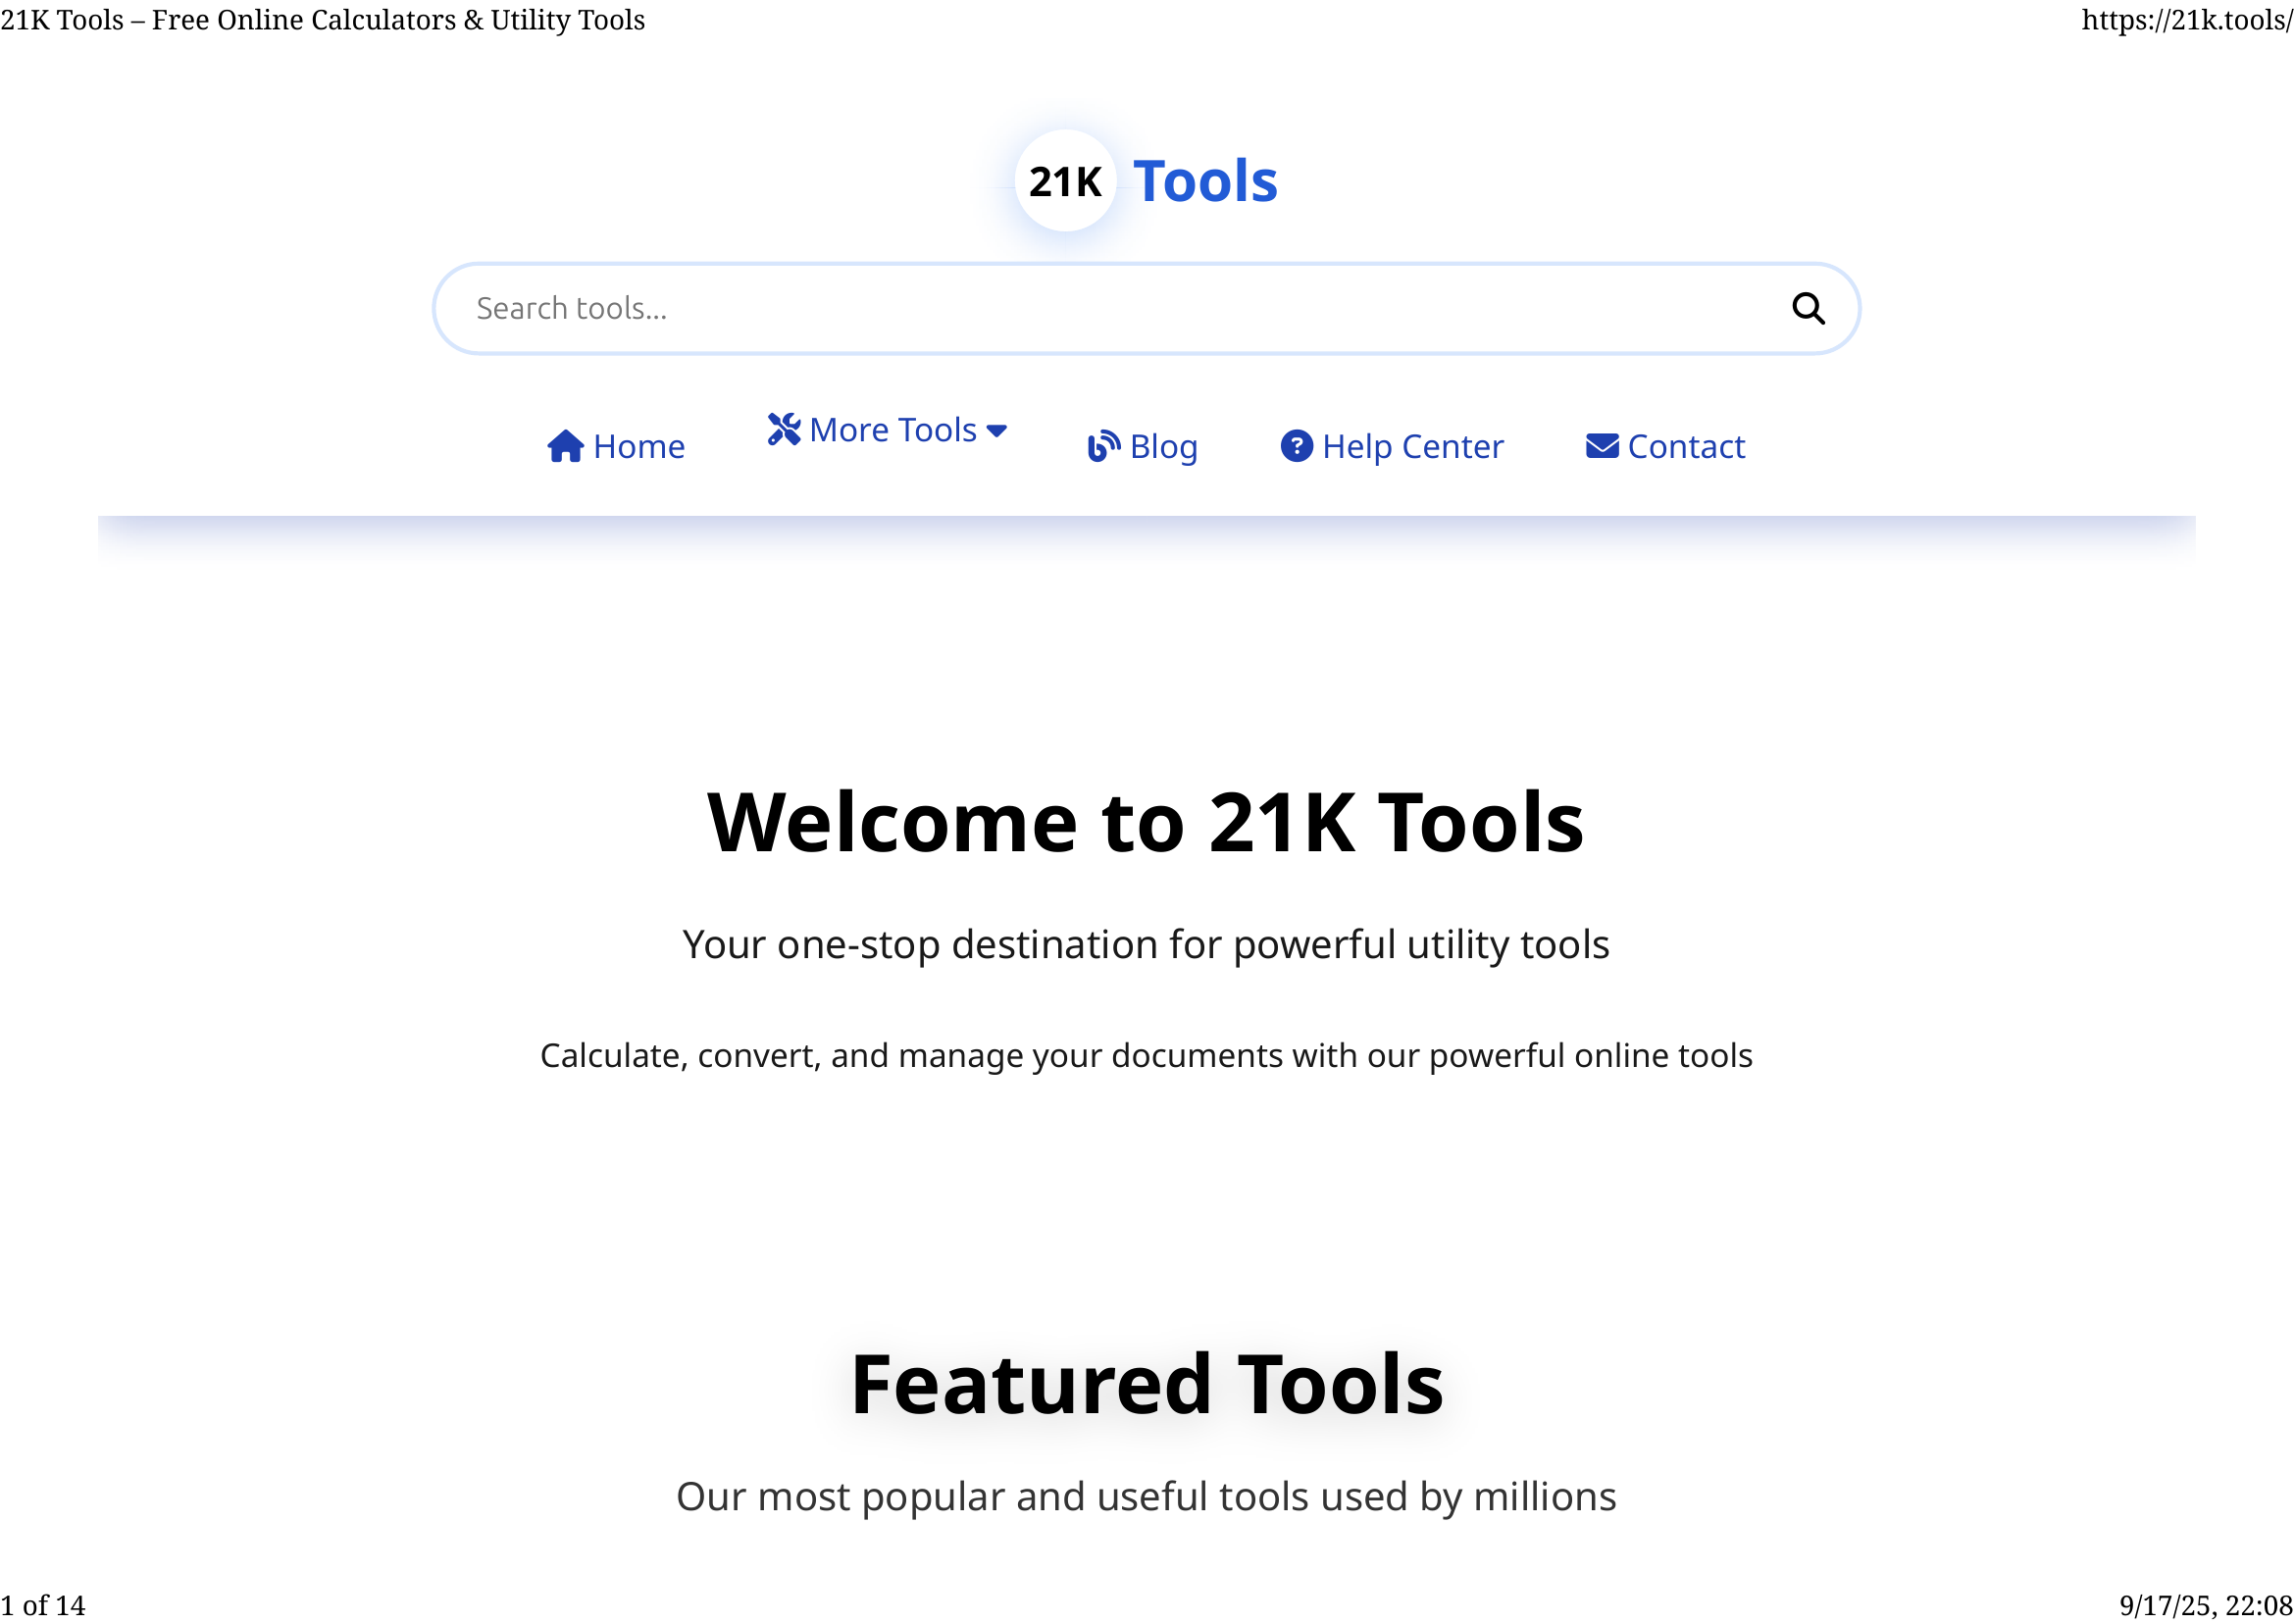 21K Tools – Free Online Calculators & Utility Tools https://21k.tools/
21K Tools
Search tools...
Home More Tools Blog Help Center Contact
Welcome to 21K Tools
Your one-stop destination for powerful utility tools
Calculate, convert, and manage your documents with our powerful online tools
Featured Tools
Our most popular and useful tools used by millions
1 of 14 9/17/25, 22:08